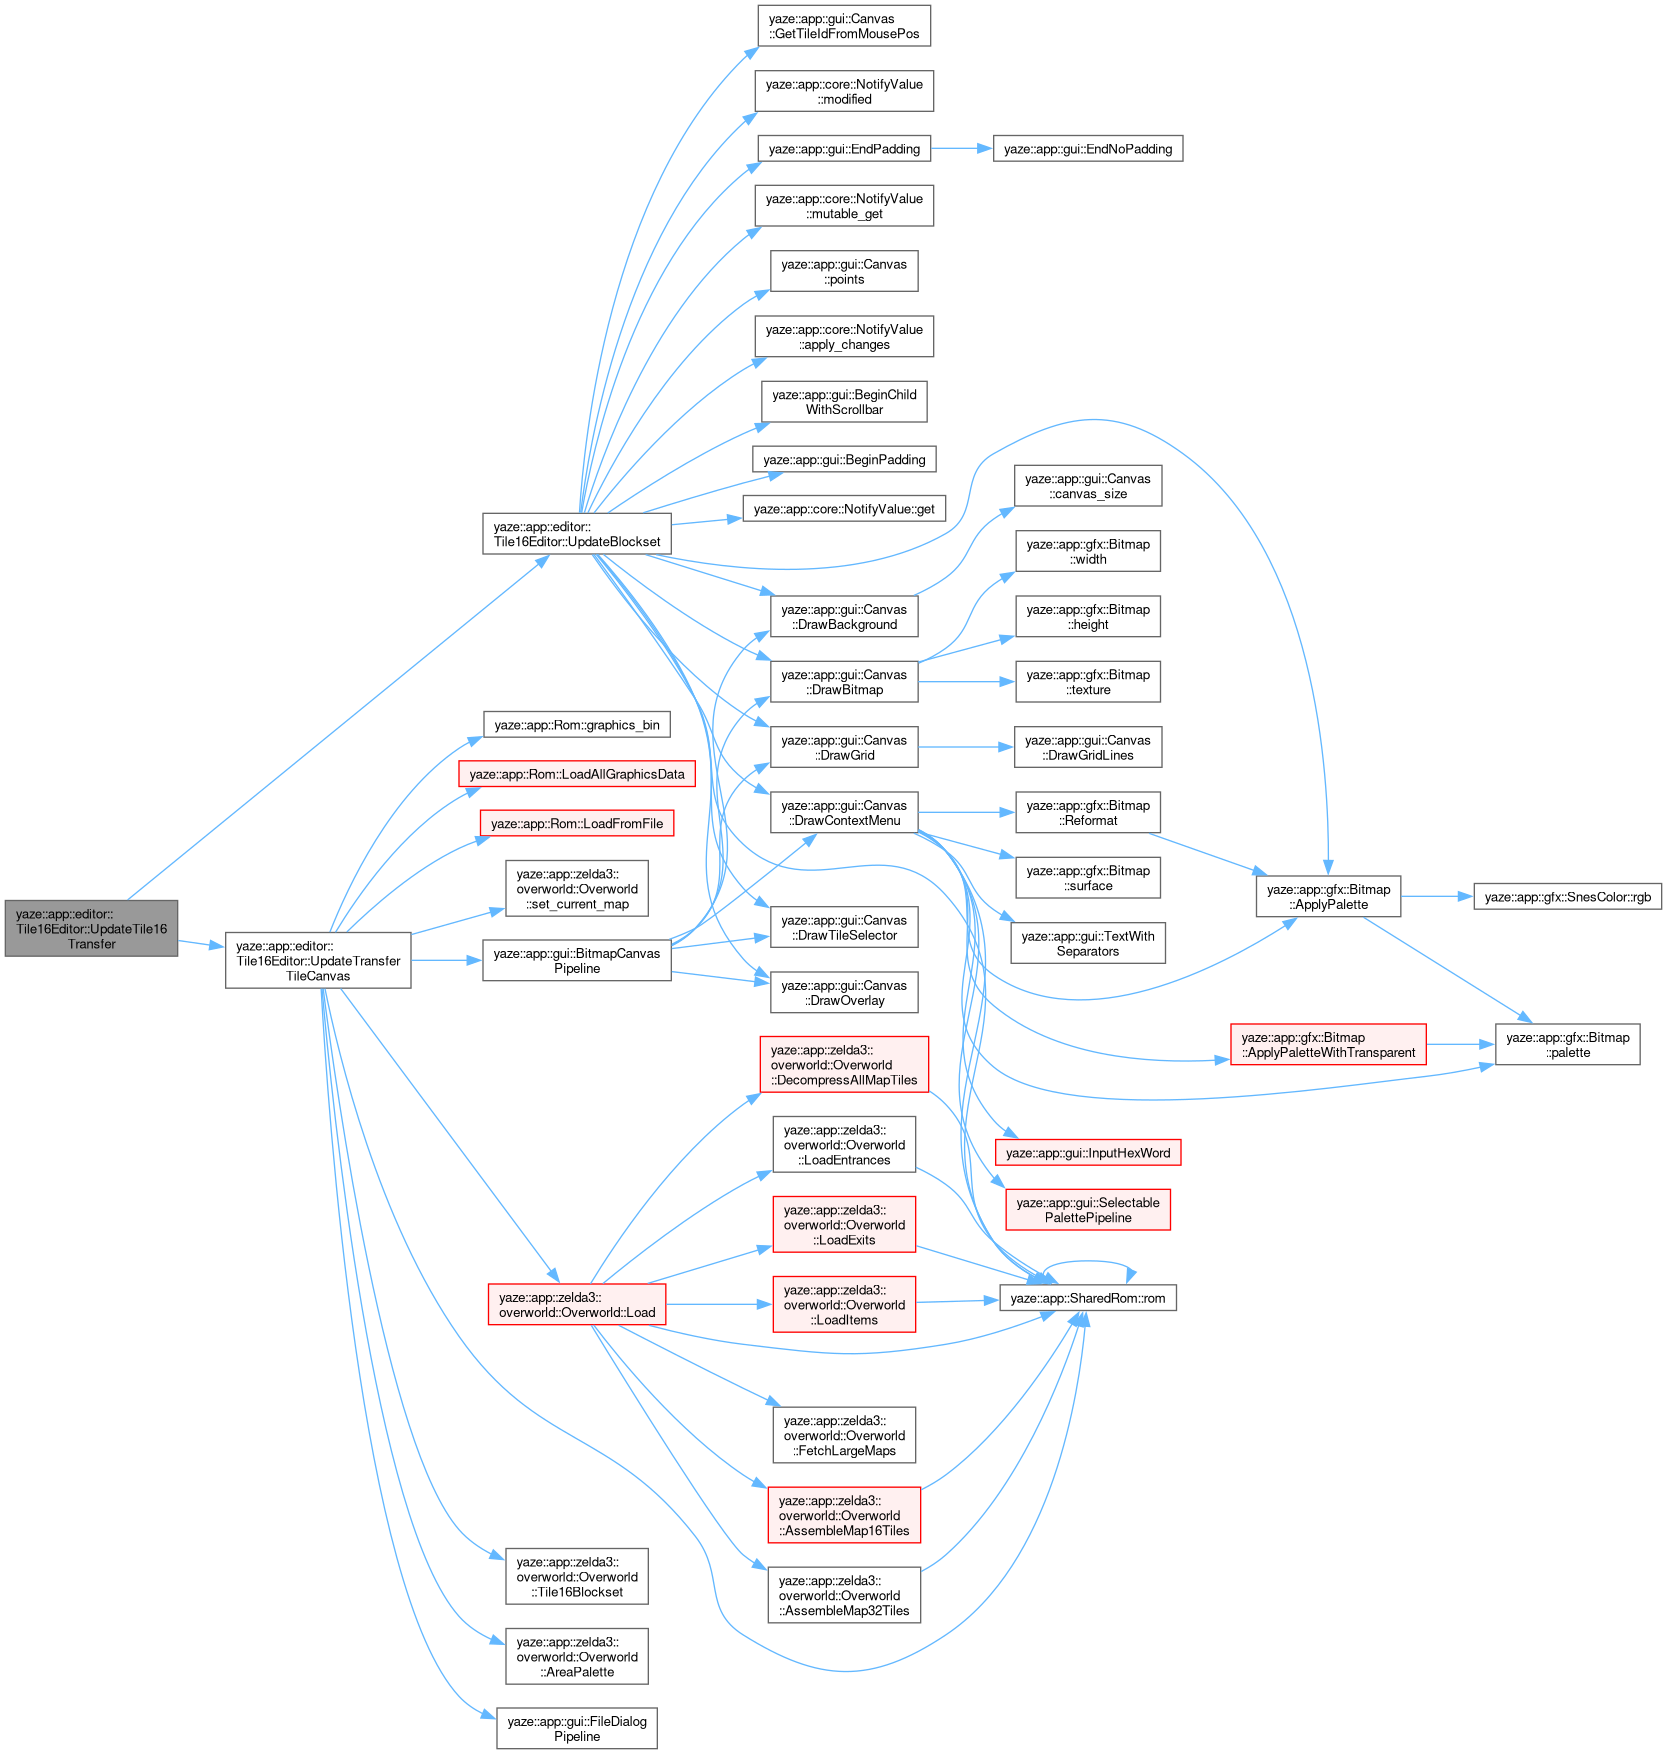 yaze::app::editor::
Tile16Editor::UpdateTile16
Transfer
yaze::app::editor::
Tile16Editor::UpdateBlockset
yaze::app::gui::Canvas
::GetTileIdFromMousePos
yaze::app::core::NotifyValue
::modified
yaze::app::gui::EndPadding
yaze::app::gui::EndNoPadding
yaze::app::core::NotifyValue
::mutable_get
yaze::app::gui::Canvas
::points
yaze::app::core::NotifyValue
::apply_changes
yaze::app::gui::BeginChild
WithScrollbar
yaze::app::gui::BeginPadding
yaze::app::core::NotifyValue::get
yaze::app::gui::Canvas
::DrawBackground
yaze::app::gui::Canvas
::canvas_size
yaze::app::gui::Canvas
::DrawBitmap
yaze::app::gfx::Bitmap
::width
yaze::app::gfx::Bitmap
::height
yaze::app::gfx::Bitmap
::texture
yaze::app::gui::Canvas
::DrawGrid
yaze::app::gui::Canvas
::DrawGridLines
yaze::app::gui::Canvas
::DrawContextMenu
yaze::app::gfx::Bitmap
::Reformat
yaze::app::gfx::Bitmap
::surface
yaze::app::gui::TextWith
Separators
yaze::app::gfx::Bitmap
::ApplyPalette
yaze::app::gfx::SnesColor::rgb
yaze::app::gfx::Bitmap
::ApplyPaletteWithTransparent
yaze::app::gfx::Bitmap
::palette
yaze::app::gui::InputHexWord
yaze::app::gui::Selectable
PalettePipeline
yaze::app::SharedRom::rom
yaze::app::gui::Canvas
::DrawTileSelector
yaze::app::gui::Canvas
::DrawOverlay
yaze::app::editor::
Tile16Editor::UpdateTransfer
TileCanvas
yaze::app::Rom::graphics_bin
yaze::app::Rom::LoadAllGraphicsData
yaze::app::Rom::LoadFromFile
yaze::app::zelda3::
overworld::Overworld
::set_current_map
yaze::app::gui::BitmapCanvas
Pipeline
yaze::app::zelda3::
overworld::Overworld::Load
yaze::app::zelda3::
overworld::Overworld
::DecompressAllMapTiles
yaze::app::zelda3::
overworld::Overworld
::LoadEntrances
yaze::app::zelda3::
overworld::Overworld
::LoadExits
yaze::app::zelda3::
overworld::Overworld
::LoadItems
yaze::app::zelda3::
overworld::Overworld
::FetchLargeMaps
yaze::app::zelda3::
overworld::Overworld
::AssembleMap16Tiles
yaze::app::zelda3::
overworld::Overworld
::AssembleMap32Tiles
yaze::app::zelda3::
overworld::Overworld
::Tile16Blockset
yaze::app::zelda3::
overworld::Overworld
::AreaPalette
yaze::app::gui::FileDialog
Pipeline